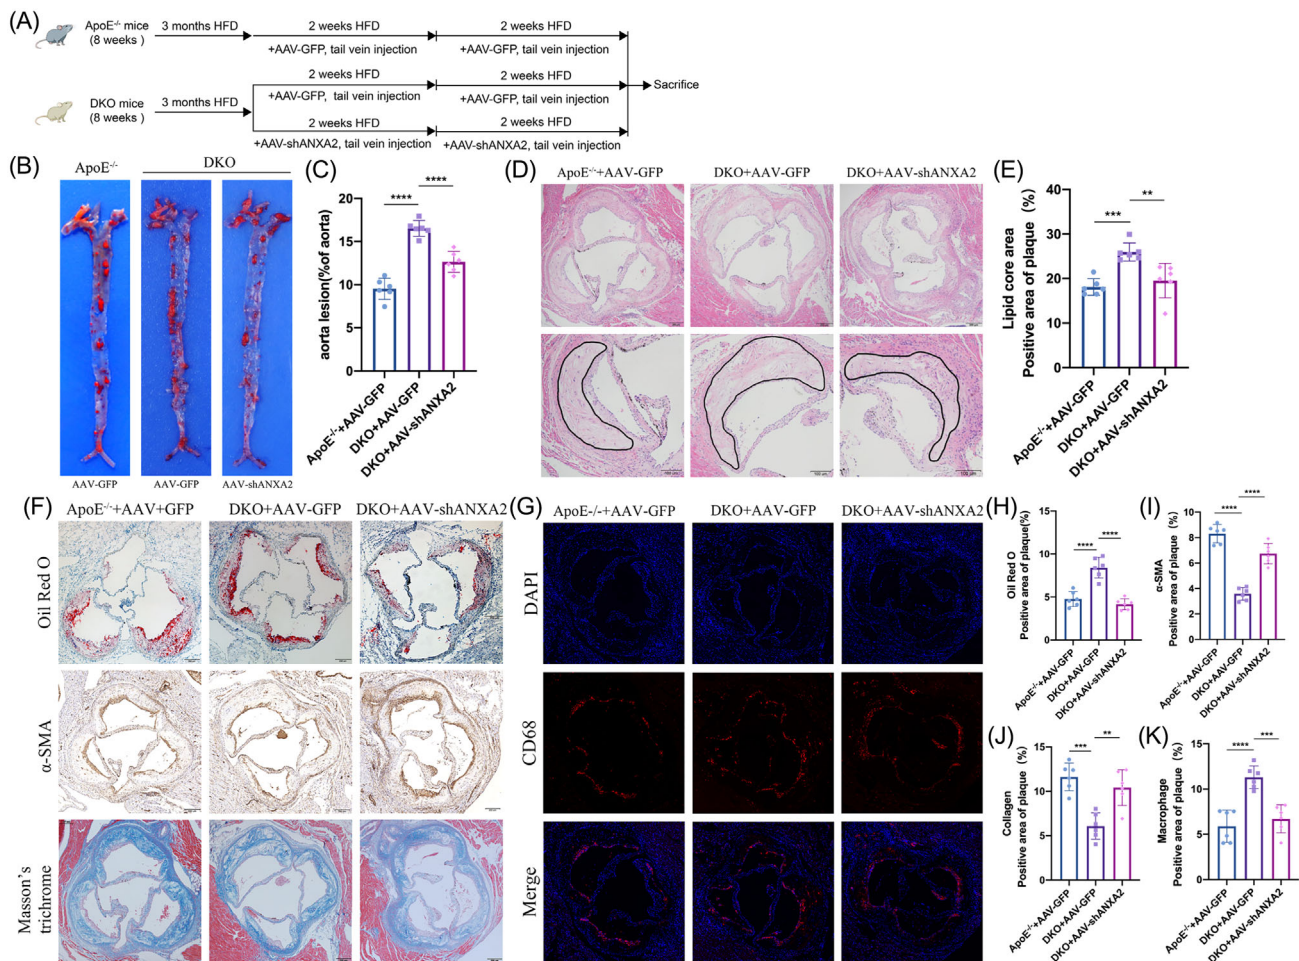 (A)
ApoE-/- mice
(8 weeks )
3 months HFD
2 weeks HFD
+AAV-GFP, tail vein injection
2 weeks HFD
+AAV-GFP, tail vein injection
DKO mice
(8 weeks )
3 months HFD
2 weeks HFD
+AAV-GFP, tail vein injection
2 weeks HFD
+AAV-GFP, tail vein injection
2 weeks HFD
+AAV-shANXA2, tail vein injection
2 weeks HFD
+AAV-shANXA2, tail vein injection
Sacrifice
(B)
ApoE-/-
DKO
AAV-GFP
AAV-GFP
AAV-shANXA2
(C)
aorta lesion(%of aorta)
20
15
10
5
0
****
****
ApoE-/-+AAV-GFP
DKO+AAV-GFP
DKO+AAV-shANXA2
(D)
ApoE-/-+AAV-GFP
DKO+AAV-GFP
DKO+AAV-shANXA2
(E)
Lipid core area
Positive area of plaque (%)
40
30
20
10
0
***
**
ApoE-/-+AAV-GFP
DKO+AAV-GFP
DKO+AAV-shANXA2
(F)
ApoE-/-+AAV+GFP
DKO+AAV-GFP
DKO+AAV-shANXA2
Oil Red O
α-SMA
Masson's
trichrome
(G)
ApoE-/-+AAV-GFP
DKO+AAV-GFP
DKO+AAV-shANXA2
DAPI
CD68
Merge
(H)
Oil Red O
Positive area of plaque(%)
15
10
5
0
****
****
ApoE-/-+AAV-GFP
DKO+AAV-GFP
DKO+AAV-shANXA2
(I)
α-SMA
Positive area of plaque (%)
10
8
6
4
2
0
****
****
ApoE-/-+AAV-GFP
DKO+AAV-GFP
DKO+AAV-shANXA2
(J)
Collagen
Positive area of plaque (%)
15
10
5
0
***
**
ApoE-/-+AAV-GFP
DKO+AAV-GFP
DKO+AAV-shANXA2
(K)
Macrophage
Positive area of plaque (%)
15
10
5
0
****
***
ApoE-/-+AAV-GFP
DKO+AAV-GFP
DKO+AAV-shANXA2